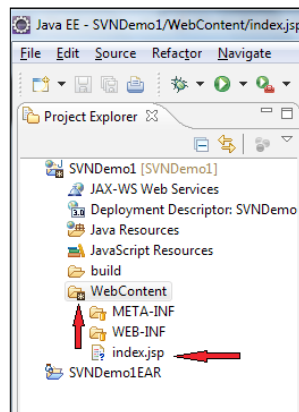 Java EE - SVNDemo1/WebContent/index.jsp
File Edit Source Refactor Navigate
Project Explorer
SVNDemo1 [SVNDemo1]
JAX-WS Web Services
Deployment Descriptor: SVNDemo
Java Resources
JavaScript Resources
build
WebContent
META-INF
WEB-INF
index.jsp
SVNDemo1EAR